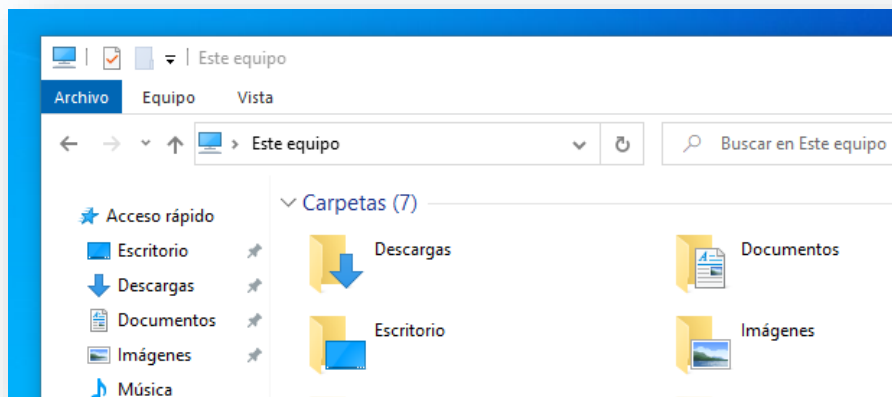 Este equipo
Archivo Equipo Vista
Este equipo Buscar en Este equipo
Acceso rápido
Escritorio
Descargas
Documentos
Imágenes
Música
Carpetas (7)
Descargas Documentos
Escritorio Imágenes